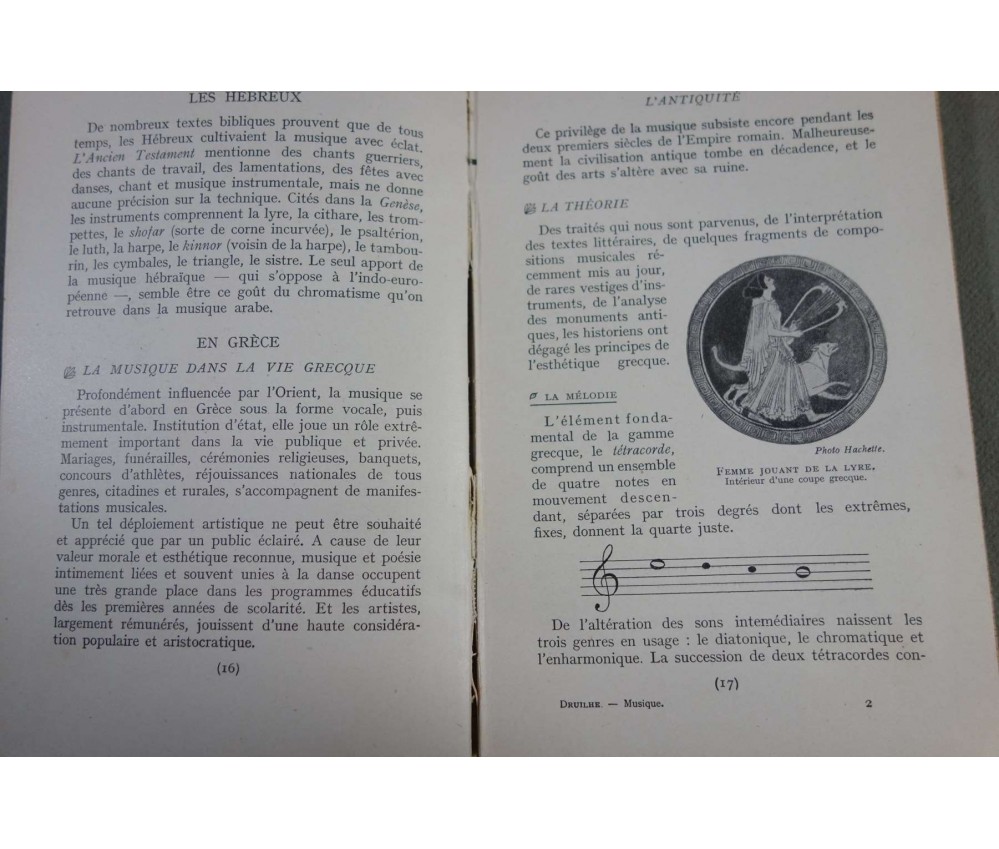 LES HÉBREUX
De nombreux textes bibliques prouvent que de tous
temps, les Hébreux cultivaient la musique avec éclat.
L'Ancien Testament mentionne des chants guerriers,
des chants de travail, des lamentations, des fêtes avec
danses, chant et musique instrumentale, mais ne donne
aucune précision sur la technique. Cités dans la Genèse,
les instruments comprennent la lyre, la cithare, les trom-
pettes, le shofar (sorte de corne incurvée), le psaltérion,
le luth, la harpe, le kinnor (voisin de la harpe), le tambou-
rin, les cymbales, le triangle, le sistre. Le seul apport de
la musique hébraïque — qui s'oppose à l'indo-euro-
péenne —, semble être ce goût du chromatisme qu'on
retrouve dans la musique arabe.
EN GRÈCE
LA MUSIQUE DANS LA VIE GRECQUE
Profondément influencée par l'Orient, la musique se
présente d'abord en Grèce sous la forme vocale, puis
instrumentale. Institution d'état, elle joue un rôle extrê-
mement important dans la vie publique et privée.
Mariages, funérailles, cérémonies religieuses, banquets,
concours d'athlètes, réjouissances nationales de tous
genres, citadines et rurales, s'accompagnent de manifes-
tations musicales.
Un tel déploiement artistique ne peut être souhaité
et apprécié que par un public éclairé. A cause de leur
valeur morale et esthétique reconnue, musique et poésie
intimement liées et souvent unies à la danse occupent
une très grande place dans les programmes éducatifs
dès les premières années de scolarité. Et les artistes,
largement rémunérés, jouissent d'une haute considéra-
tion populaire et aristocratique.
(16)
L'ANTIQUITÉ
Ce privilège de la musique subsiste encore pendant les
deux premiers siècles de l'Empire romain. Malheureuse-
ment la civilisation antique tombe en décadence, et le
goût des arts s'altère avec sa ruine.
LA THÉORIE
Des traités qui nous sont parvenus, de l'interprétation
des textes littéraires, de quelques fragments de compo-
sitions musicales ré-
cemment mis au jour,
de rares vestiges d'ins-
truments, de l'analyse
des monuments anti-
ques, les historiens ont
dégagé les principes de
l'esthétique grecque.
Photo Hachette.
FEMME JOUANT DE LA LYRE.
Intérieur d'une coupe grecque.
LA MÉLODIE
L'élément fonda-
mental de la gamme
grecque, le tétracorde,
comprend un ensemble
de quatre notes en
mouvement descen-
dant, séparées par trois degrés dont les extrêmes,
fixes, donnent la quarte juste.
De l'altération des sons intemédiaires naissent les
trois genres en usage : le diatonique, le chromatique et
l'enharmonique. La succession de deux tétracordes con-
(17)
DRUILHE. — Musique. 2